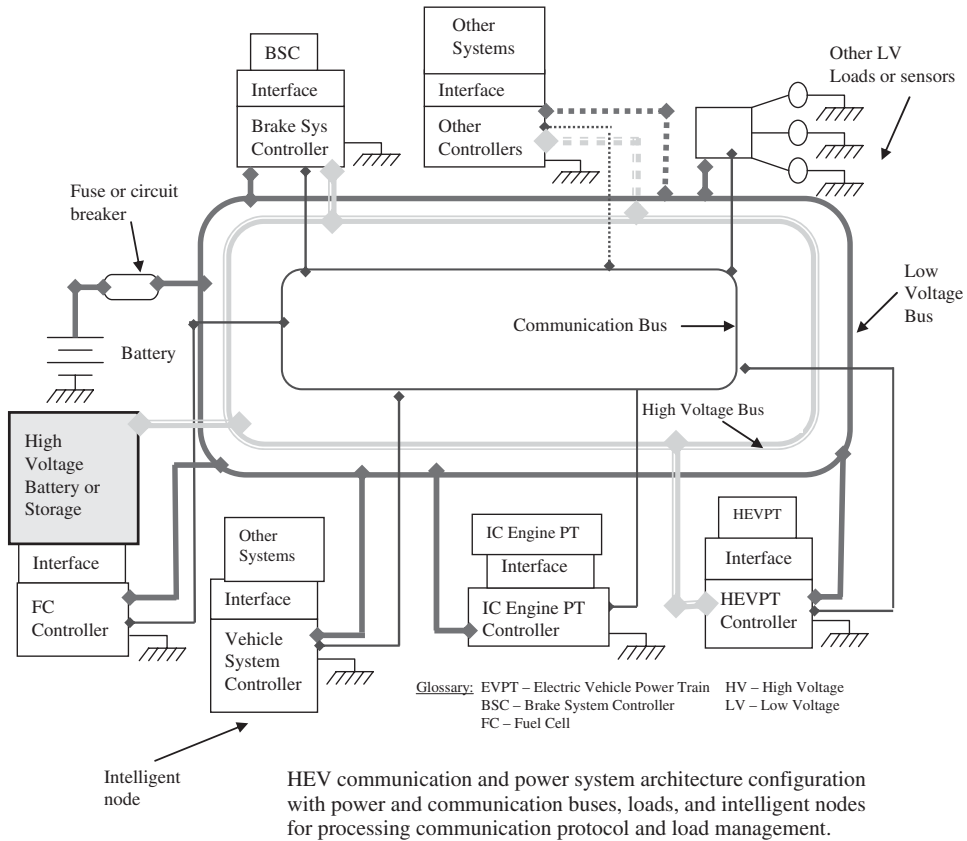 BSC
Interface
Brake Sys
Controller
Other
Systems
Interface
Other
Controllers
Other LV
Loads or sensors
Fuse or circuit
breaker
Battery
Low
Voltage
Bus
Communication Bus
High Voltage Bus
High
Voltage
Battery or
Storage
Interface
FC
Controller
Other
Systems
Interface
Vehicle
System
Controller
IC Engine PT
Interface
IC Engine PT
Controller
HEVPT
Interface
HEVPT
Controller
Glossary: EVPT – Electric Vehicle Power Train HV – High Voltage
BSC – Brake System Controller LV – Low Voltage
FC – Fuel Cell
Intelligent
node
HEV communication and power system architecture configuration
with power and communication buses, loads, and intelligent nodes
for processing communication protocol and load management.